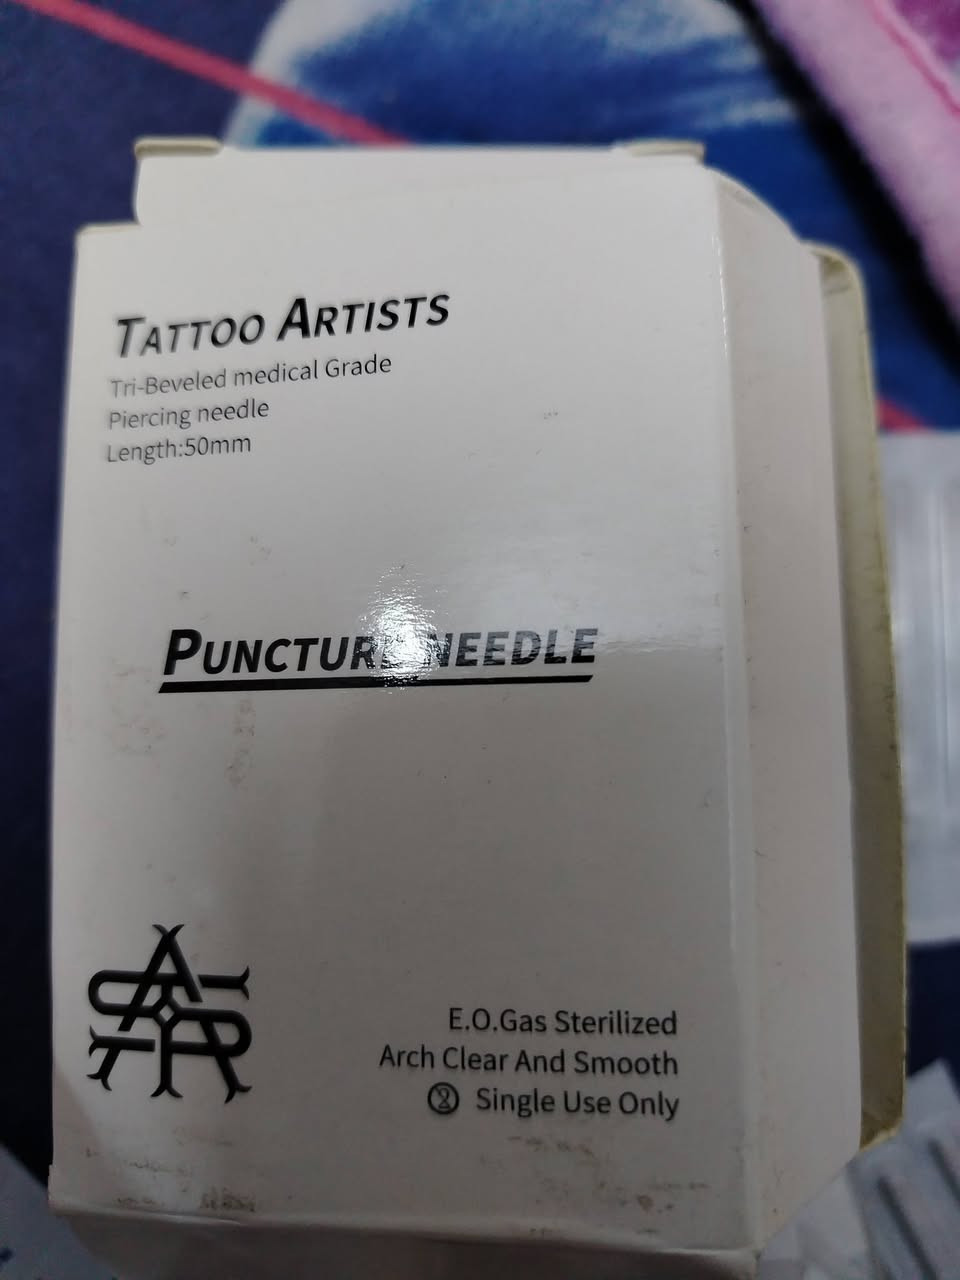 TATTOO ARTISTS
Tri-Beveled medical Grade
Piercing needle
Length:50mm
PUNCTURE NEEDLE
E.O.Gas Sterilized
Arch Clear And Smooth
2 Single Use Only